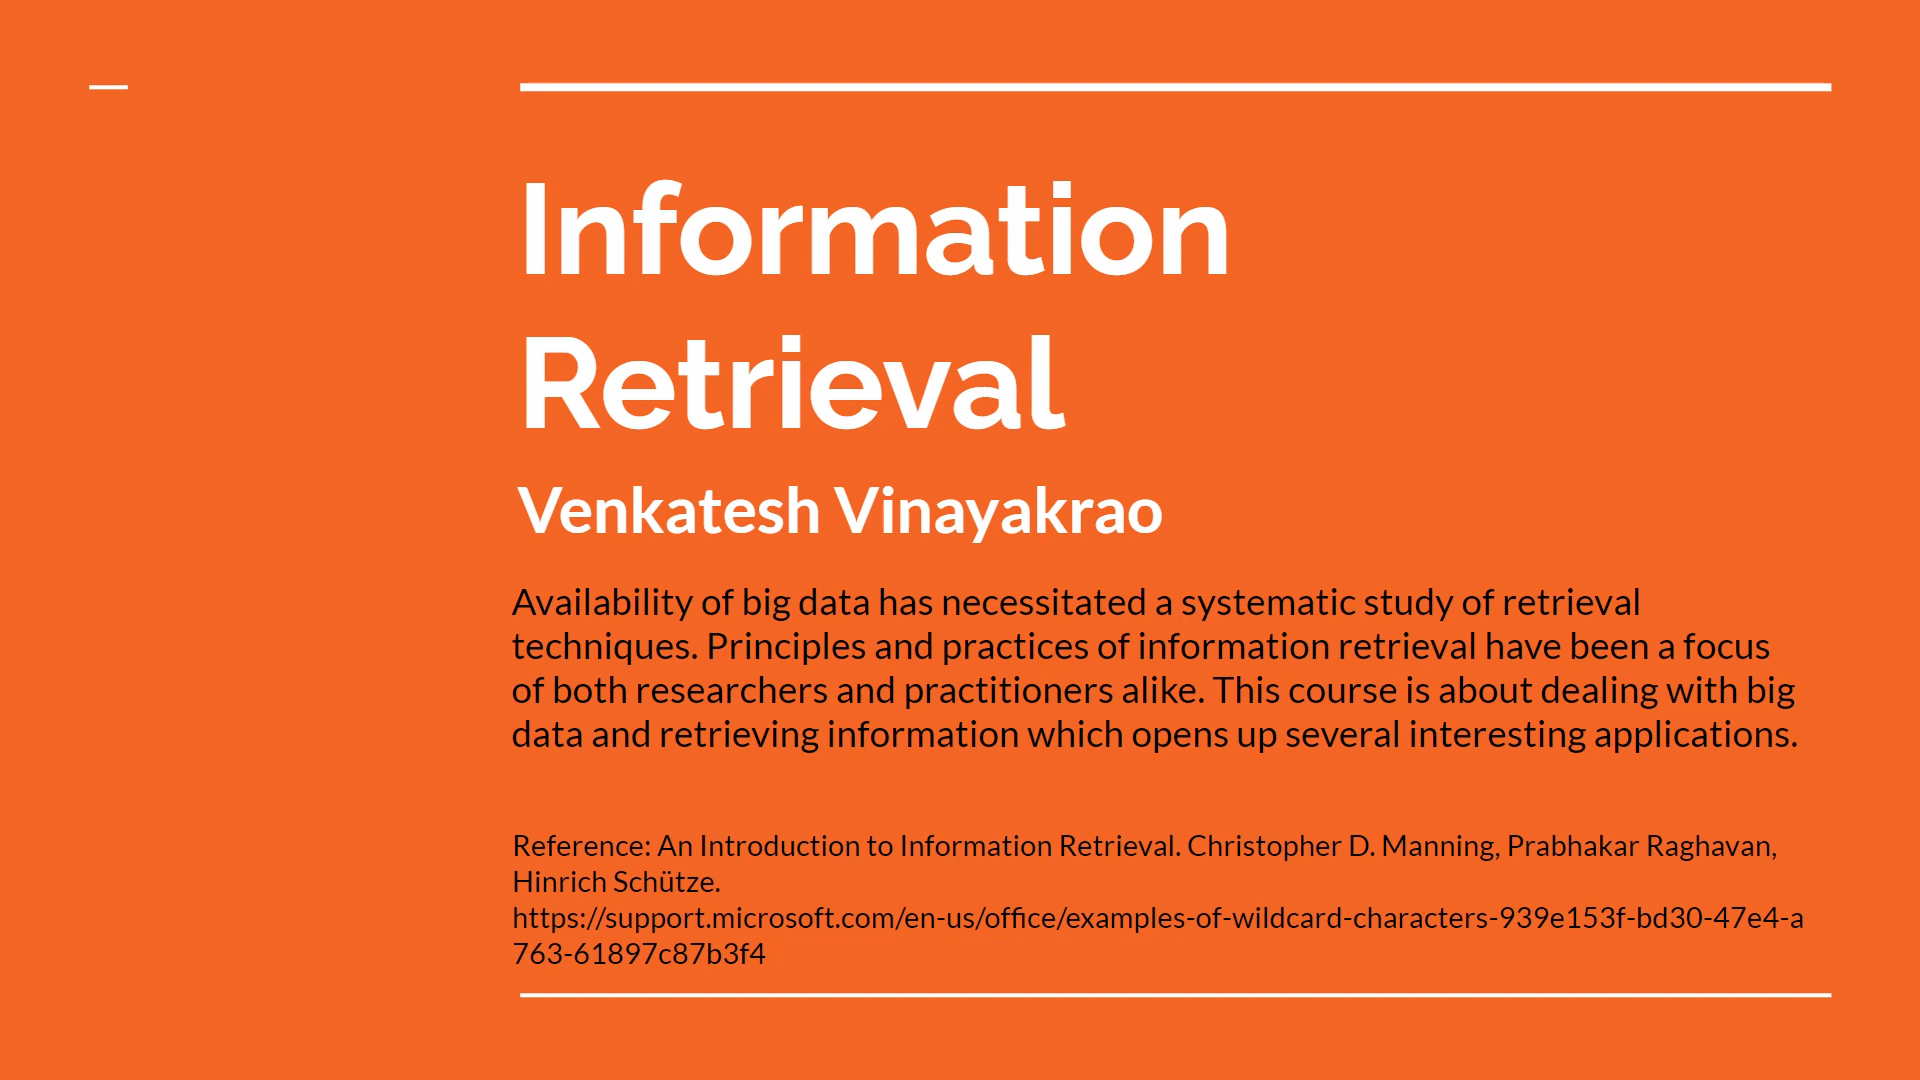 Information
Retrieval
Venkatesh Vinayakrao
Availability of big data has necessitated a systematic study of retrieval
techniques. Principles and practices of information retrieval have been a focus
of both researchers and practitioners alike. This course is about dealing with big
data and retrieving information which opens up several interesting applications.
Reference: An Introduction to Information Retrieval. Christopher D. Manning, Prabhakar Raghavan,
Hinrich Schütze.
https://support.microsoft.com/en-us/office/examples-of-wildcard-characters-939e153f-bd30-47e4-a
763-61897c87b3f4